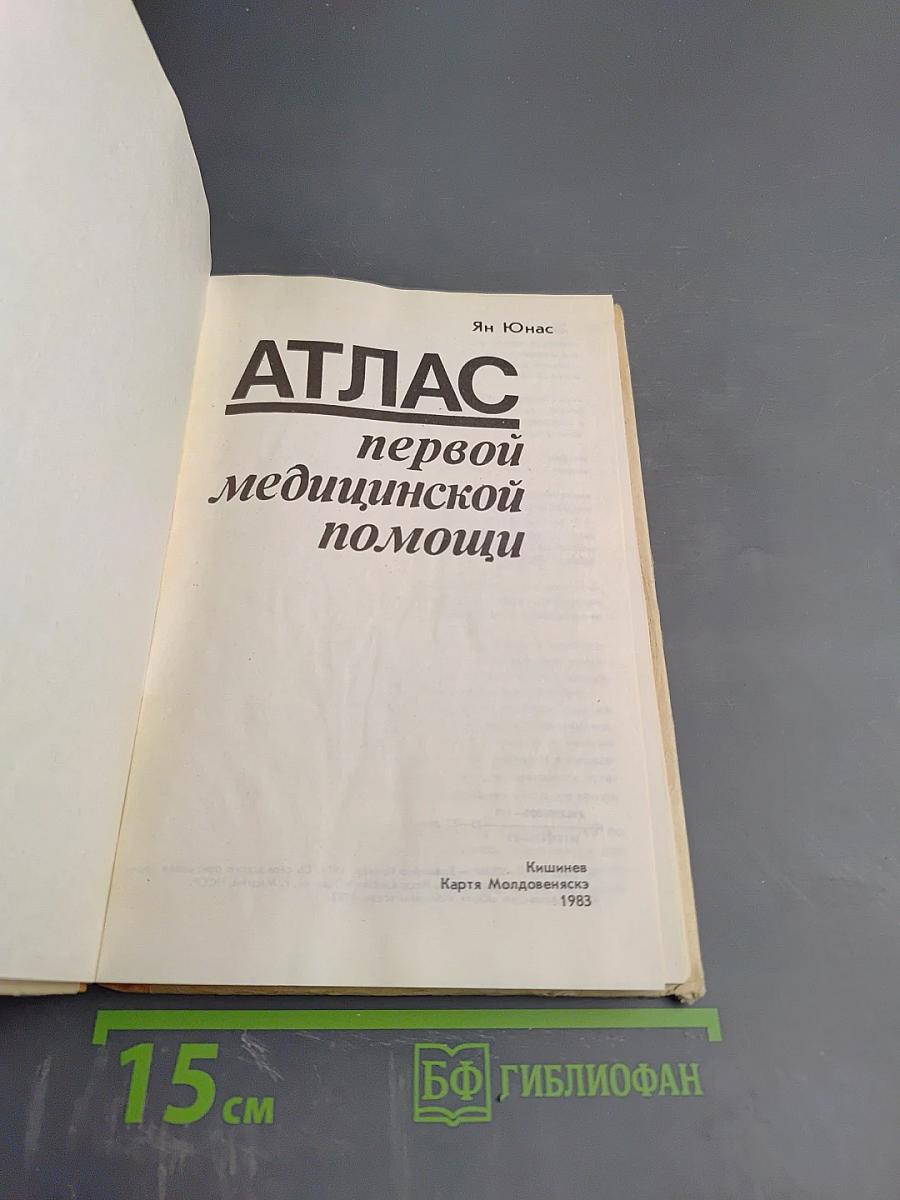 Ян Юнас
АТЛАС
первой
медицинской
помощи
Кишинев
Картя Молдовеняскэ
1983
15 см
БФ ГИБЛИОФАН